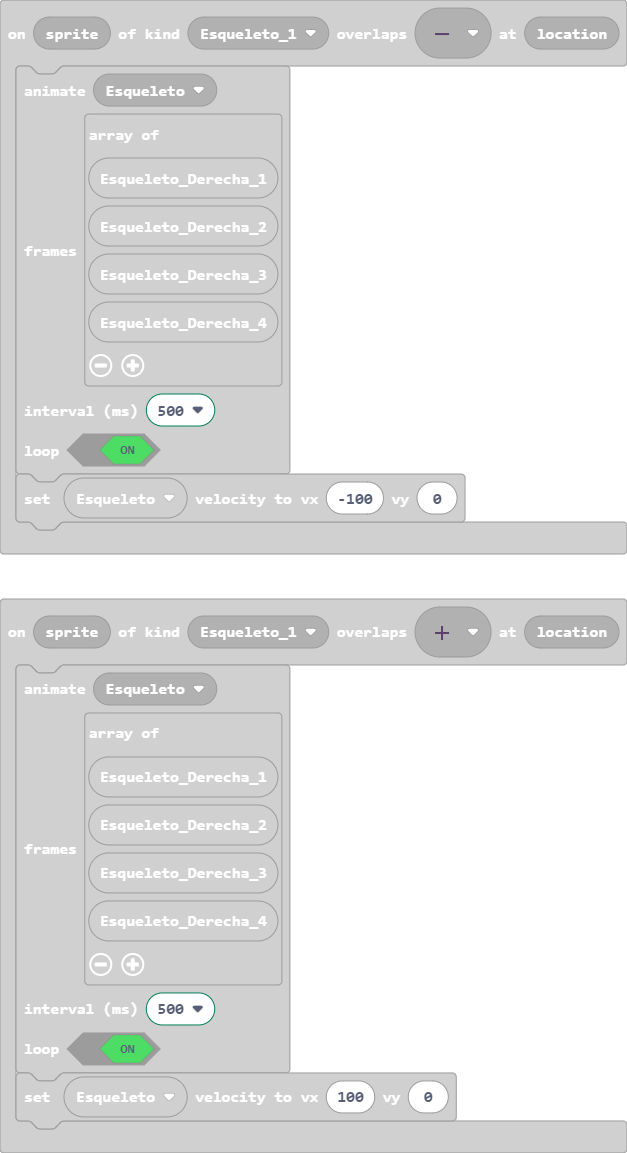 on sprite of kind Esqueleto_1 overlaps − at location
animate Esqueleto
array of
Esqueleto_Derecha_1
Esqueleto_Derecha_2
frames
Esqueleto_Derecha_3
Esqueleto_Derecha_4
interval (ms) 500
loop ON
set Esqueleto velocity to vx -100 vy 0
on sprite of kind Esqueleto_1 overlaps + at location
animate Esqueleto
array of
Esqueleto_Derecha_1
Esqueleto_Derecha_2
frames
Esqueleto_Derecha_3
Esqueleto_Derecha_4
interval (ms) 500
loop ON
set Esqueleto velocity to vx 100 vy 0